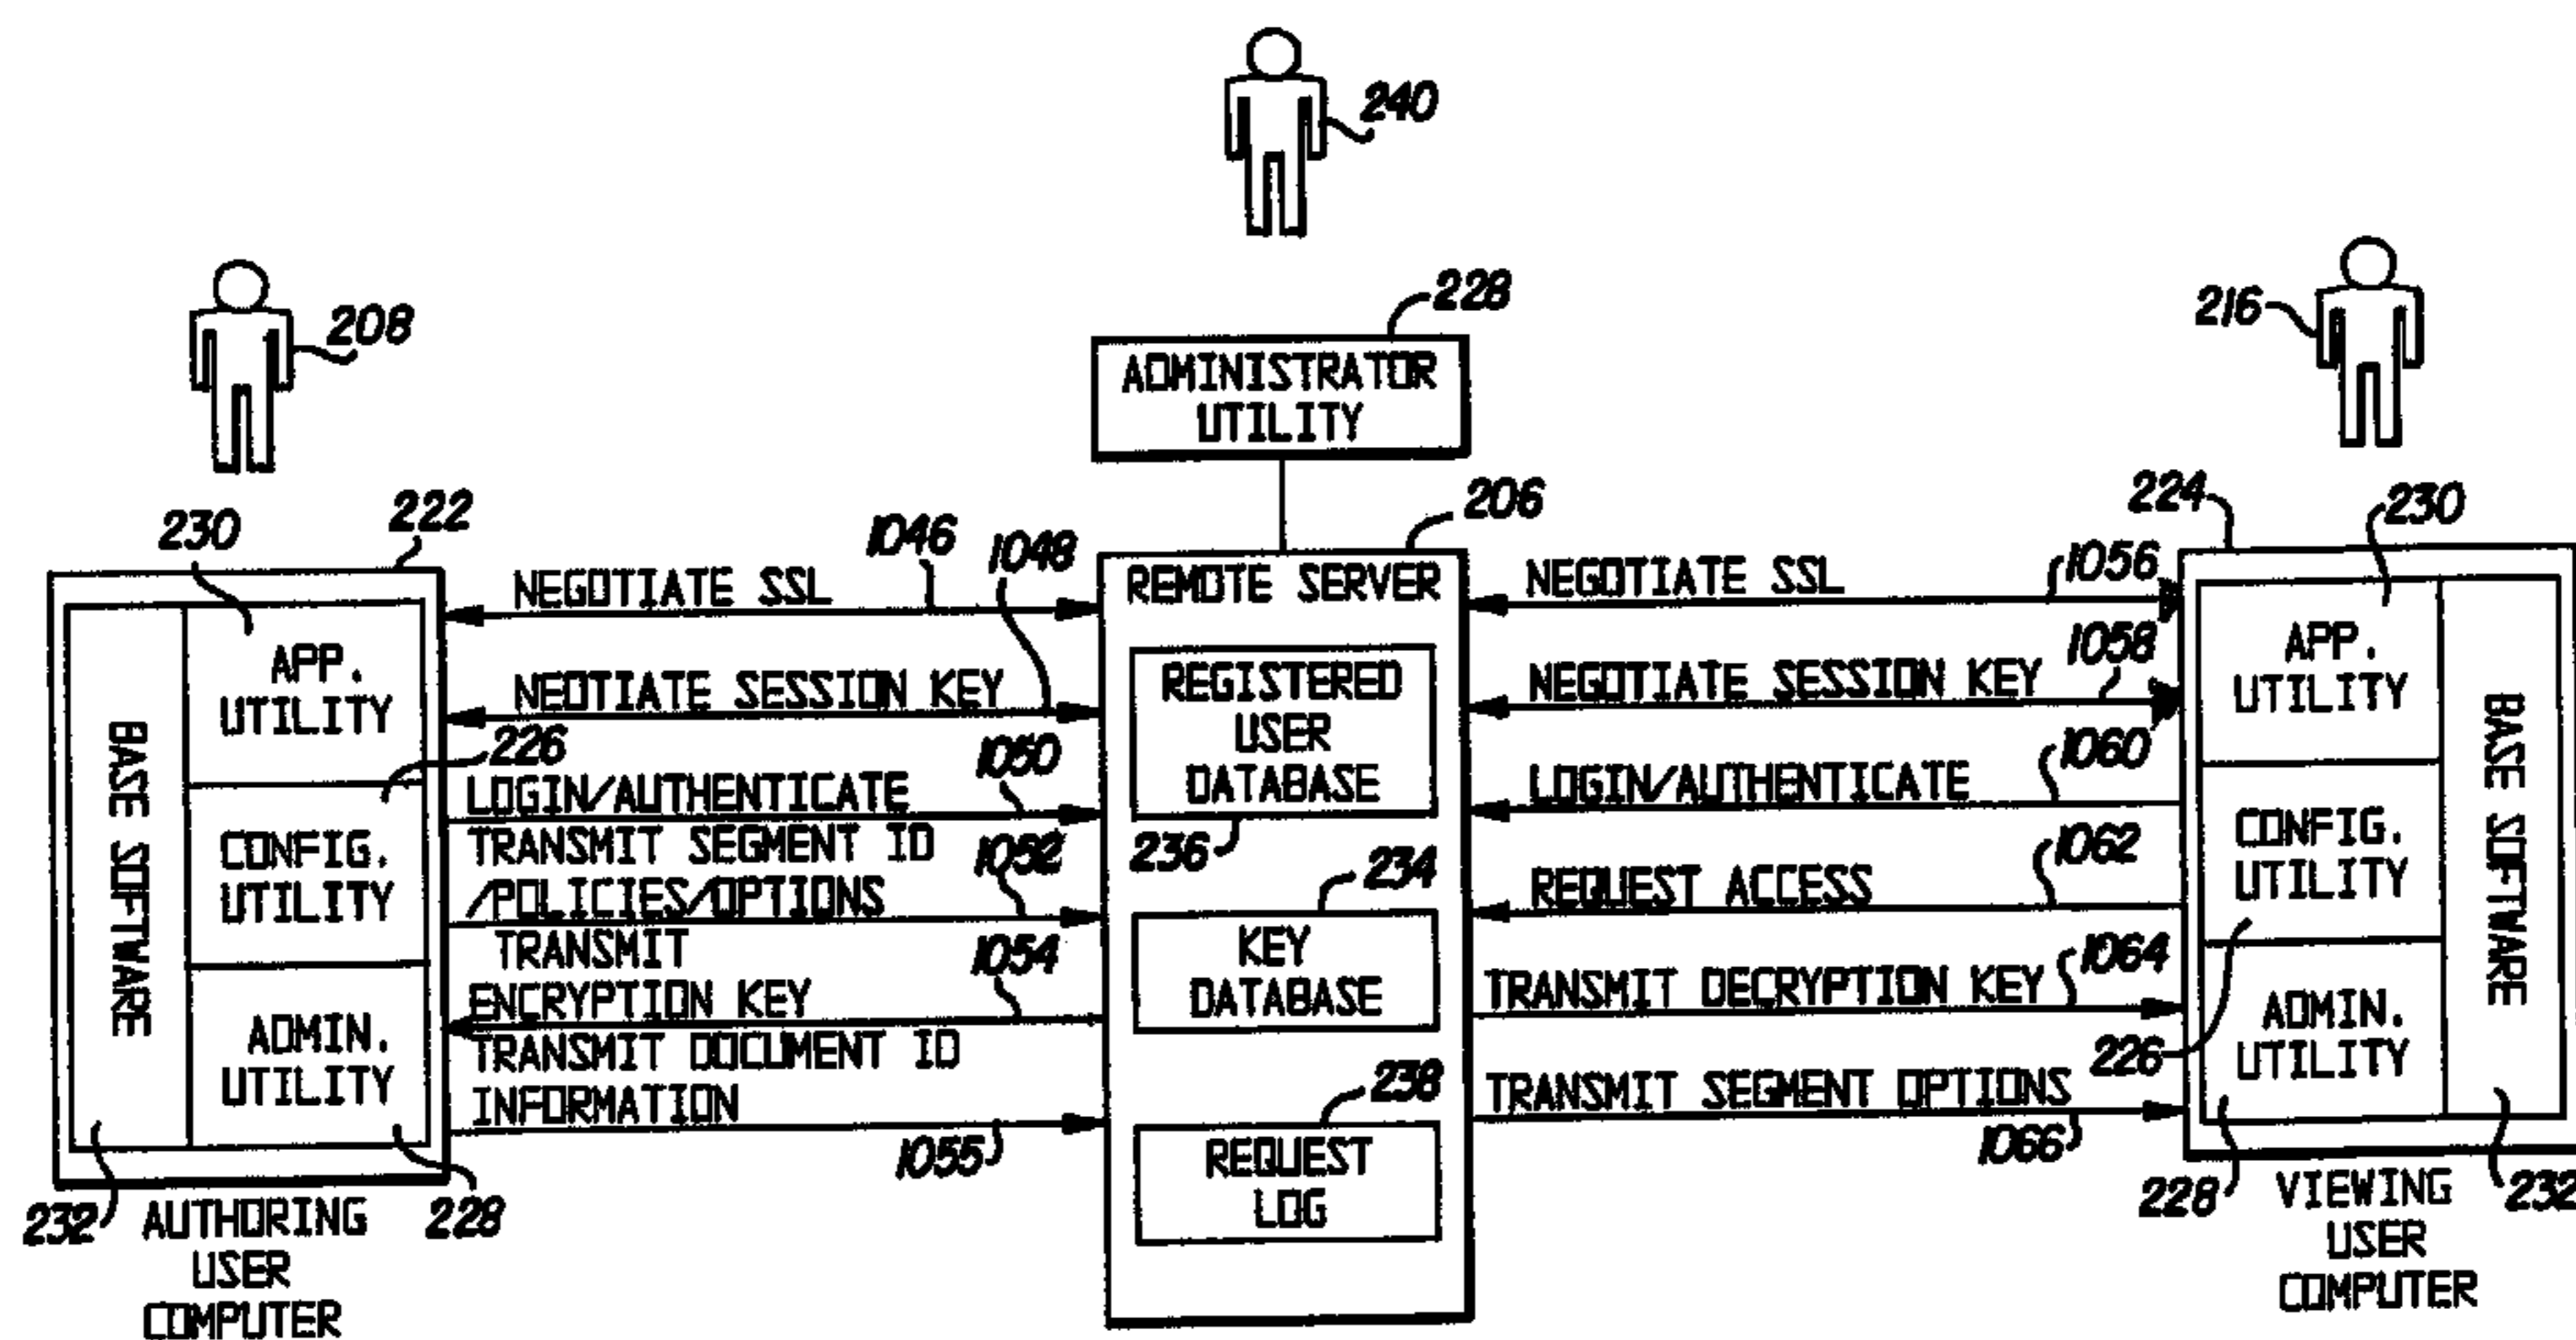 240
208
228
216
ADMINISTRATOR
UTILITY
222
230
1046
1048
206
224
230
NEGOTIATE SSL
REMOTE SERVER
NEGOTIATE SSL
1056
APP.
UTILITY
NEOTIATE SESSION KEY
REGISTERED
USER
DATABASE
NEGOTIATE SESSION KEY
1058
APP.
UTILITY
BASE SOFTWARE
226
1050
1060
BASE SOFTWARE
LOGIN/AUTHENTICATE
LOGIN/AUTHENTICATE
CONFIG.
UTILITY
TRANSMIT SEGMENT ID
/POLICIES/OPTIONS
1052
236
234
REQUEST ACCESS
1062
CONFIG.
UTILITY
TRANSMIT
ENCRYPTION KEY
1054
KEY
DATABASE
TRANSMIT DECRYPTION KEY
1064
ADMIN.
UTILITY
TRANSMIT DOCUMENT ID
INFORMATION
1055
238
TRANSMIT SEGMENT OPTIONS
1066
226
ADMIN.
UTILITY
REQUEST
LOG
232
AUTHORING
USER
COMPUTER
228
228
VIEWING
USER
COMPUTER
232